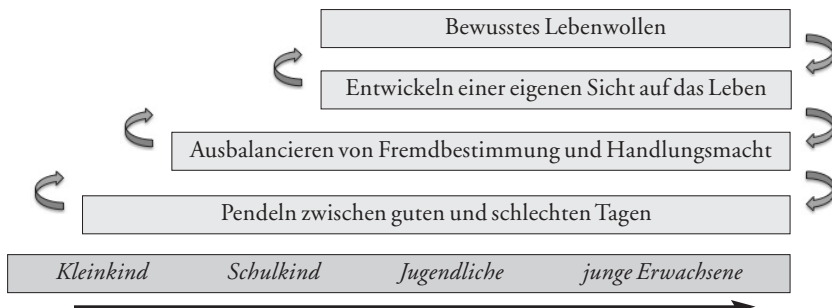 Bewusstes Lebenwollen
Entwickeln einer eigenen Sicht auf das Leben
Ausbalancieren von Fremdbestimmung und Handlungsmacht
Pendeln zwischen guten und schlechten Tagen
Kleinkind Schulkind Jugendliche junge Erwachsene